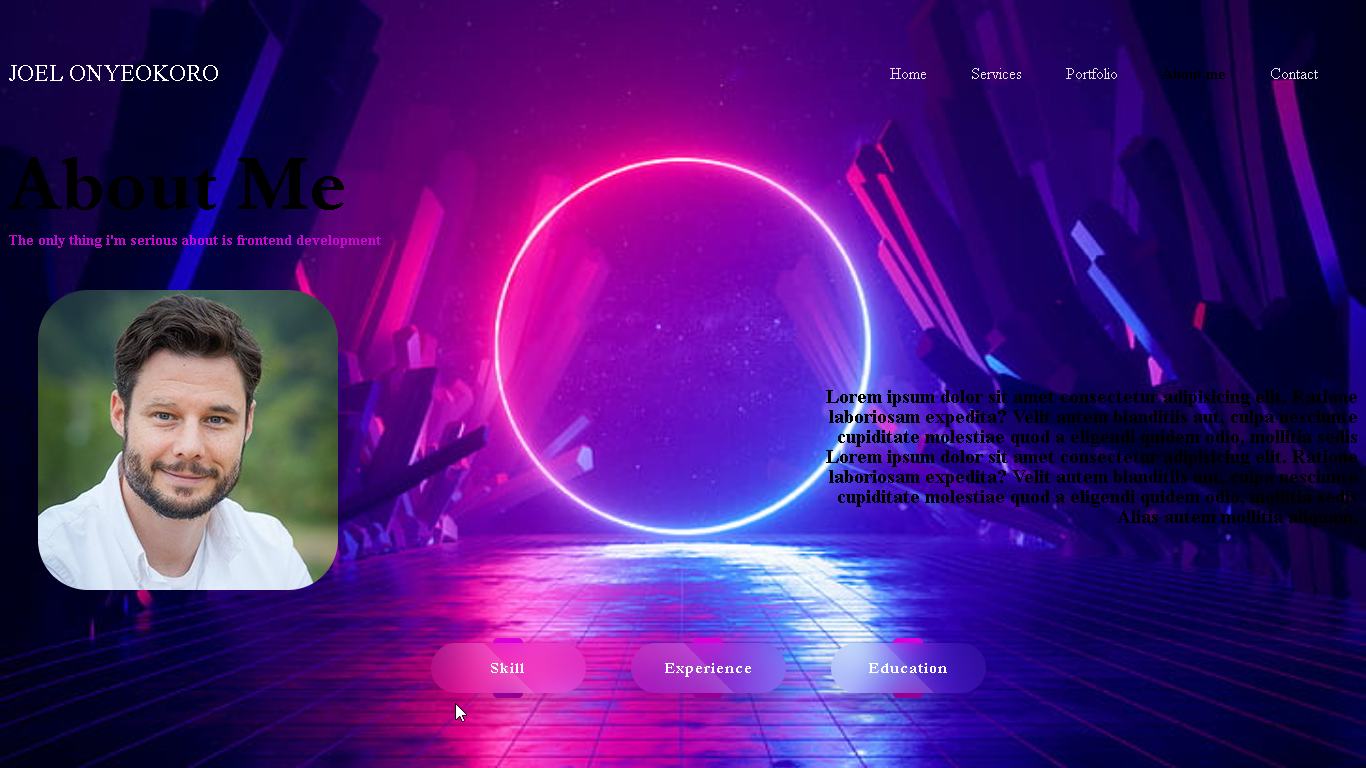 JOEL ONYEOKORO
Home Services Portfolio About me Contact
About Me
The only thing i'm serious about is frontend development
Lorem ipsum dolor sit amet consectetur adipisicing elit. Ratione
laboriosam expedita? Velit autem blanditiis aut, culpa nesciunte
cupiditate molestiae quod a eligendi quidem odio, mollitia sedis
Lorem ipsum dolor sit amet consectetur adipisicing elit. Ratione
laboriosam expedita? Velit autem blanditiis aut, culpa nesciunte
cupiditate molestiae quod a eligendi quidem odio, mollitia sedis
Alias autem mollitia aliquam.
Skill Experience Education